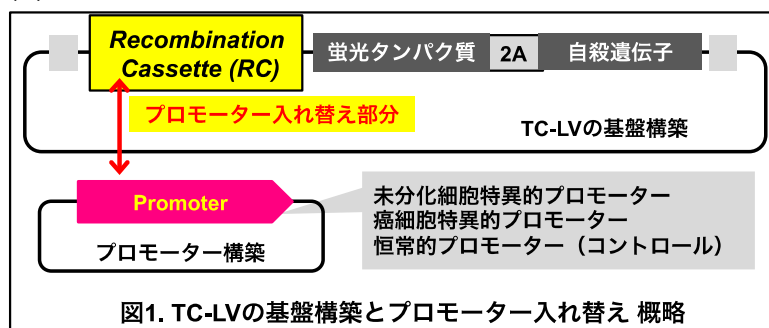 Recombination
Cassette (RC)
蛍光タンパク質
2A
自殺遺伝子
プロモーター入れ替え部分
TC-LVの基盤構築
Promoter
プロモーター構築
未分化細胞特異的プロモーター
癌細胞特異的プロモーター
恒常的プロモーター（コントロール）
図1. TC-LVの基盤構築とプロモーター入れ替え 概略